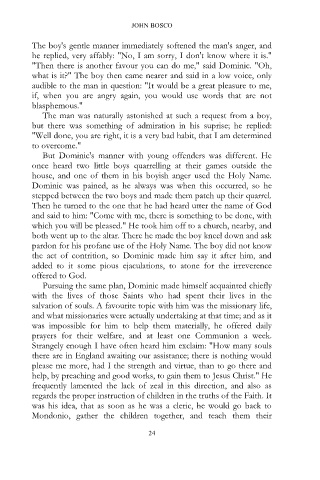 JOHN BOSCO
The boy's gentle manner immediately softened the man's anger, and
he replied, very affably: "No, I am sorry, I don't know where it is."
"Then there is another favour you can do me," said Dominic. "Oh,
what is it?" The boy then came nearer and said in a low voice, only
audible to the man in question: "It would be a great pleasure to me,
if, when you are angry again, you would use words that are not
blasphemous."
The man was naturally astonished at such a request from a boy,
but there was something of admiration in his suprise; he replied:
"Well done, you are right, it is a very bad habit, that I am determined
to overcome."
But Dominic's manner with young offenders was different. He
once heard two little boys quarrelling at their games outside the
house, and one of them in his boyish anger used the Holy Name.
Dominic was pained, as he always was when this occurred, so he
stepped between the two boys and made them patch up their quarrel.
Then he turned to the one that he had heard utter the name of God
and said to him: "Come with me, there is something to be done, with
which you will be pleased." He took him off to a church, nearby, and
both went up to the altar. There he made the boy kneel down and ask
pardon for his profane use of the Holy Name. The boy did not know
the act of contrition, so Dominic made him say it after him, and
added to it some pious ejaculations, to atone for the irreverence
offered to God.
Pursuing the same plan, Dominic made himself acquainted chiefly
with the lives of those Saints who had spent their lives in the
salvation of souls. A favourite topic with him was the missionary life,
and what missionaries were actually undertaking at that time; and as it
was impossible for him to help them materially, he offered daily
prayers for their welfare, and at least one Communion a week.
Strangely enough I have often heard him exclaim: "How many souls
there are in England awaiting our assistance; there is nothing would
please me more, had I the strength and virtue, than to go there and
help, by preaching and good works, to gain them to Jesus Christ." He
frequently lamented the lack of zeal in this direction, and also as
regards the proper instruction of children in the truths of the Faith. It
was his idea, that as soon as he was a cleric, he would go back to
Mondonio, gather the children together, and teach them their
24